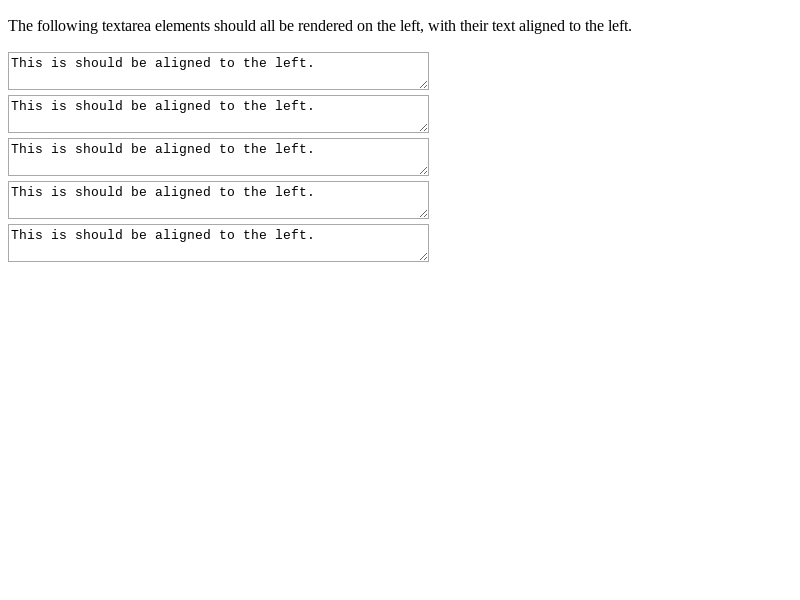 The following textarea elements should all be rendered on the left, with their text aligned to the left.
This is should be aligned to the left.
This is should be aligned to the left.
This is should be aligned to the left.
This is should be aligned to the left.
This is should be aligned to the left.